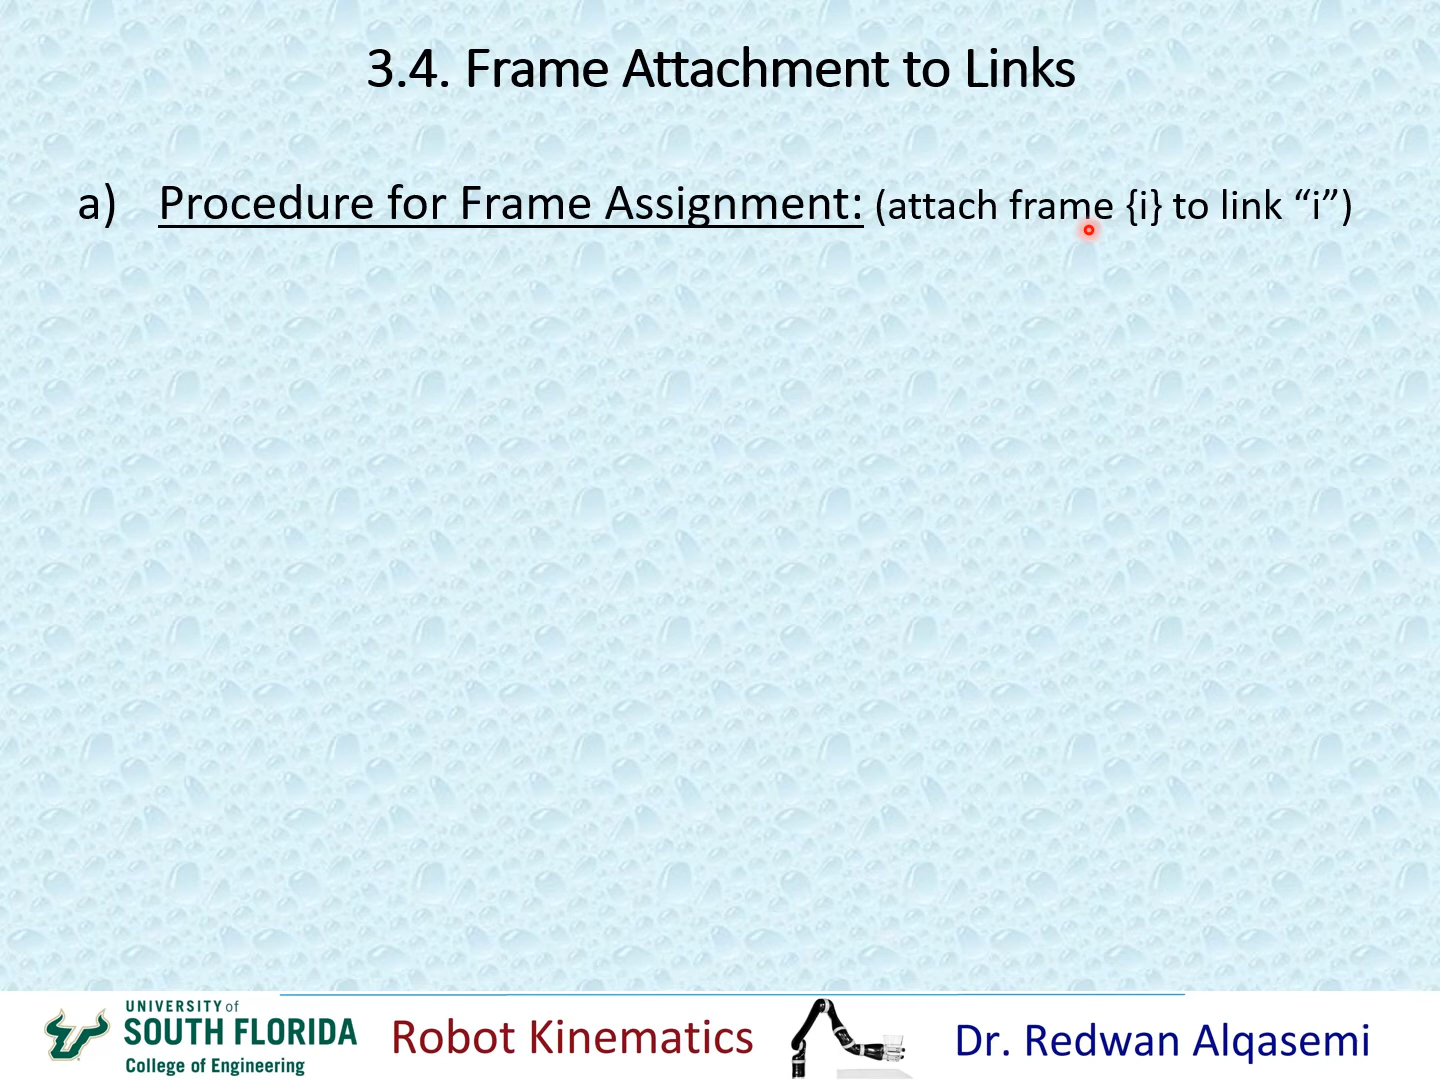 3.4. Frame Attachment to Links
a) Procedure for Frame Assignment: (attach frame {i} to link “i”)
UNIVERSITY of
SOUTH FLORIDA
College of Engineering
Robot Kinematics
Dr. Redwan Alqasemi